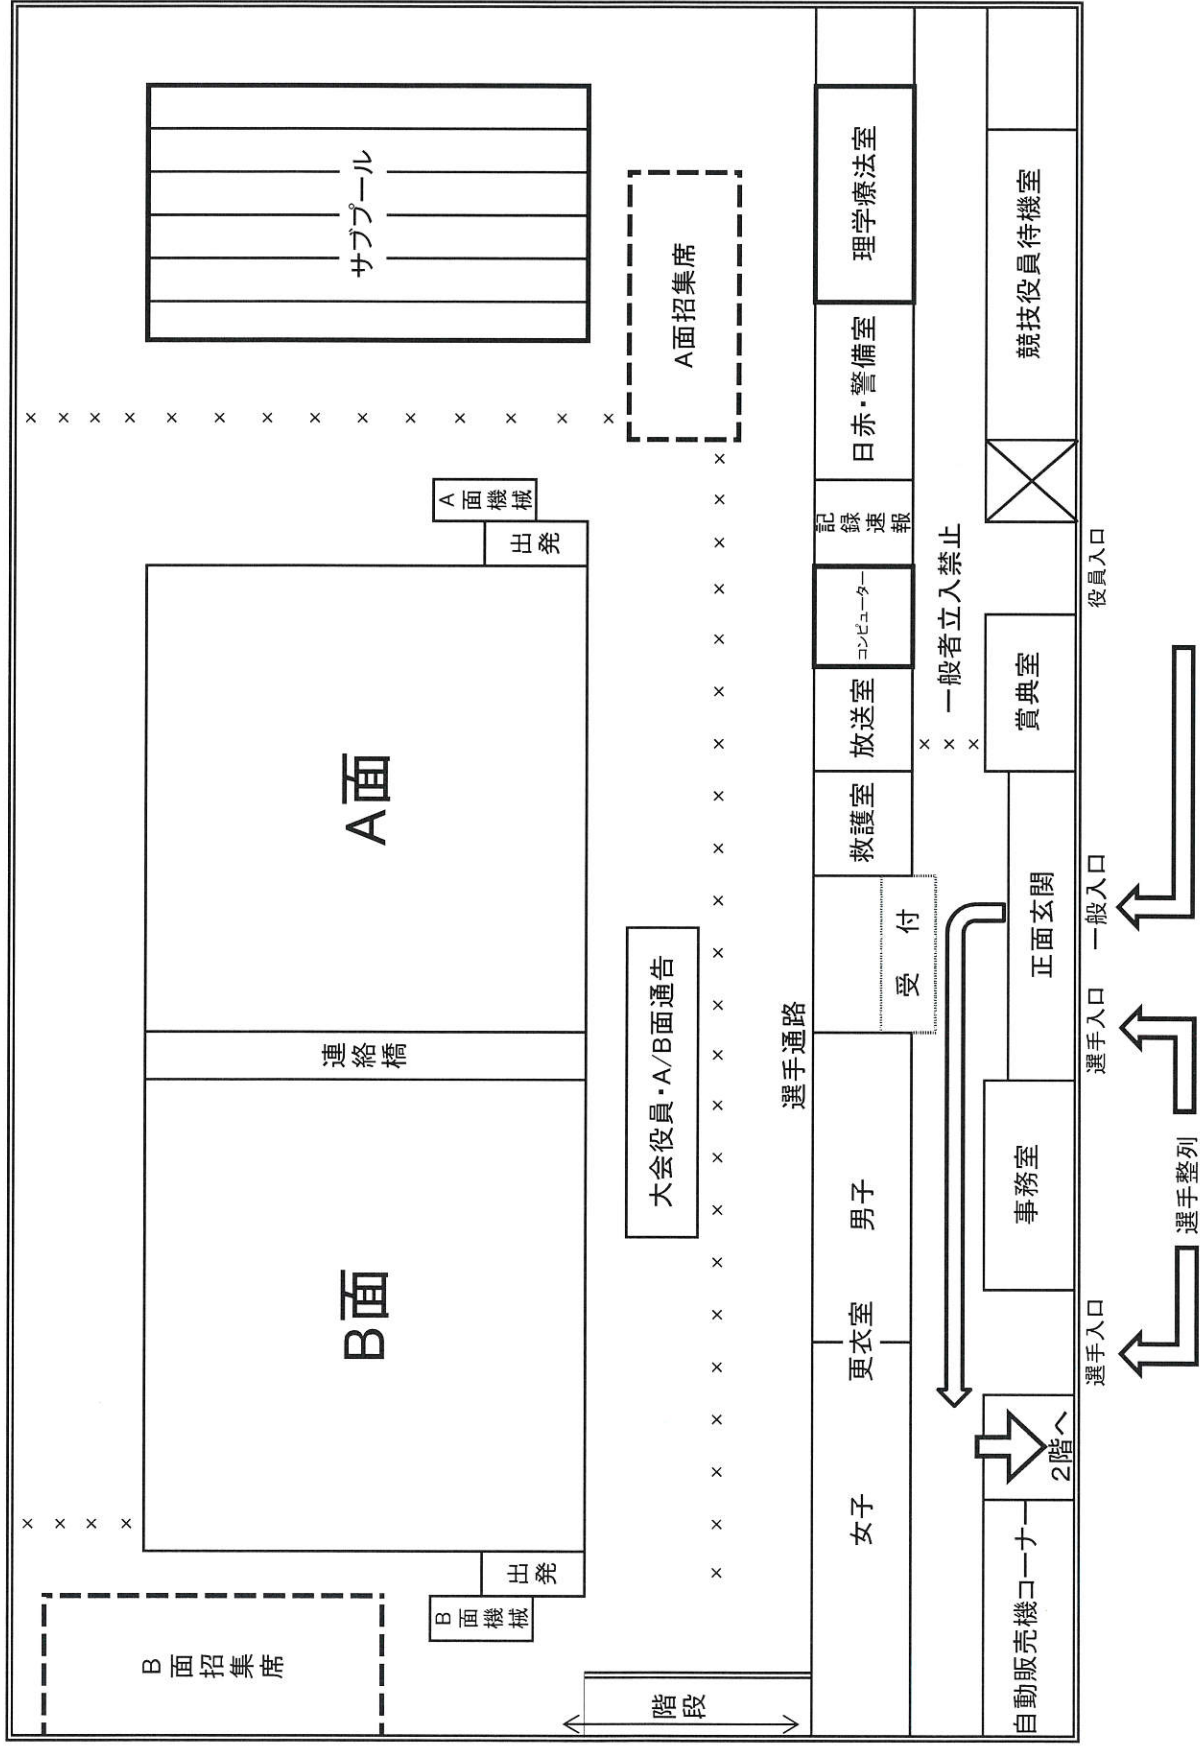 B面招集席
B面機械
出発
B面
連絡橋
A面
出発
A面機械
サブプール
階段
大会役員・A/B面通告
A面招集席
選手通路
女子
更衣室
男子
受付
救護室
放送室
コンピューター
記録速報
日赤・警備室
理学療法室
一般者立入禁止
自動販売機コーナー
2階へ
事務室
正面玄関
賞典室
競技役員待機室
選手入口
選手入口
一般入口
役員入口
選手整列